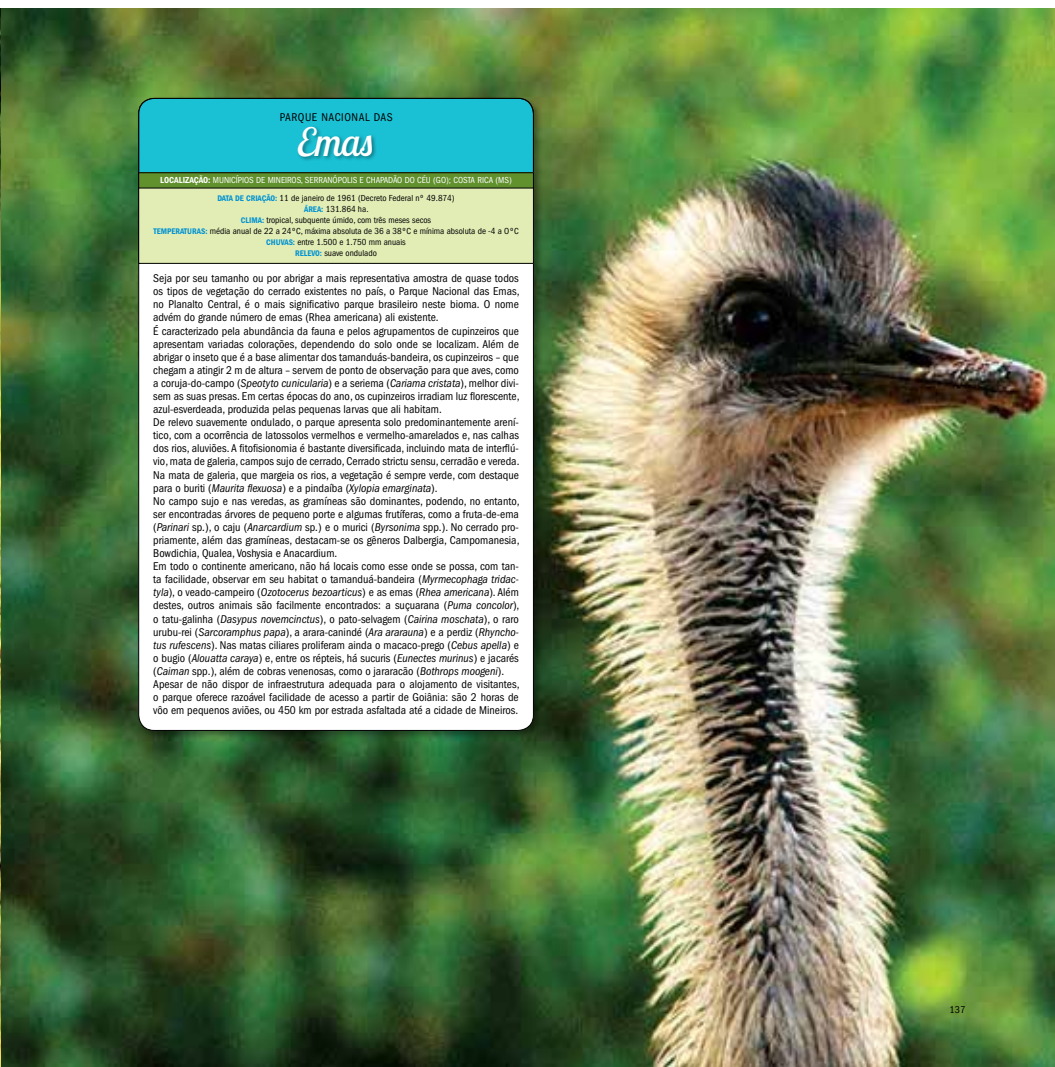 PARQUE NACIONAL DAS
Emas
LOCALIZAÇÃO: MUNICÍPIOS DE MINEIROS, SERRANÓPOLIS E CHAPADÃO DO CÉU (GO); COSTA RICA (MS)
DATA DE CRIAÇÃO: 11 de janeiro de 1961 (Decreto Federal nº 49.874)
ÁREA: 131.864 ha.
CLIMA: tropical, subquente úmido, com três meses secos
TEMPERATURAS: média anual de 22 a 24°C, máxima absoluta de 36 a 38°C e mínima absoluta de -4 a 0°C
CHUVAS: entre 1.500 e 1.750 mm anuais
RELEVO: suave ondulado
Seja por seu tamanho ou por abrigar a mais representativa amostra de quase todos
os tipos de vegetação do cerrado existentes no país, o Parque Nacional das Emas,
no Planalto Central, é o mais significativo parque brasileiro neste bioma. O nome
advém do grande número de emas (Rhea americana) ali existente.
É caracterizado pela abundância da fauna e pelos agrupamentos de cupinzeiros que
apresentam variadas colorações, dependendo do solo onde se localizam. Além de
abrigar o inseto que é a base alimentar dos tamanduás-bandeira, os cupinzeiros – que
chegam a atingir 2 m de altura – servem de ponto de observação para que aves, como
a coruja-do-campo (Speotyto cunicularia) e a seriema (Cariama cristata), melhor divi-
sem as suas presas. Em certas épocas do ano, os cupinzeiros irradiam luz florescente,
azul-esverdeada, produzida pelas pequenas larvas que ali habitam.
De relevo suavemente ondulado, o parque apresenta solo predominantemente arení-
tico, com a ocorrência de latossolos vermelhos e vermelho-amarelados e, nas calhas
dos rios, aluviões. A fitofisionomia é bastante diversificada, incluindo mata de interflú-
vio, mata de galeria, campos sujo de cerrado, Cerrado strictu sensu, cerradão e vereda.
Na mata de galeria, que margeia os rios, a vegetação é sempre verde, com destaque
para o buriti (Maurita flexuosa) e a pindaíba (Xylopia emarginata).
No campo sujo e nas veredas, as gramíneas são dominantes, podendo, no entanto,
ser encontradas árvores de pequeno porte e algumas frutíferas, como a fruta-de-ema
(Parinari sp.), o caju (Anarcardium sp.) e o murici (Byrsonima spp.). No cerrado pro-
priamente, além das gramíneas, destacam-se os gêneros Dalbergia, Campomanesia,
Bowdichia, Qualea, Voshysia e Anacardium.
Em todo o continente americano, não há locais como esse onde se possa, com tan-
ta facilidade, observar em seu habitat o tamanduá-bandeira (Myrmecophaga tridac-
tyla), o veado-campeiro (Ozotocerus bezoarticus) e as emas (Rhea americana). Além
destes, outros animais são facilmente encontrados: a suçuarana (Puma concolor),
o tatu-galinha (Dasypus novemcinctus), o pato-selvagem (Cairina moschata), o raro
urubu-rei (Sarcoramphus papa), a arara-canindé (Ara ararauna) e a perdiz (Rhyncho-
tus rufescens). Nas matas ciliares proliferam ainda o macaco-prego (Cebus apella) e
o bugio (Alouatta caraya) e, entre os répteis, há sucuris (Eunectes murinus) e jacarés
(Caiman spp.), além de cobras venenosas, como o jararacão (Bothrops moogeni).
Apesar de não dispor de infraestrutura adequada para o alojamento de visitantes,
o parque oferece razoável facilidade de acesso a partir de Goiânia: são 2 horas de
vôo em pequenos aviões, ou 450 km por estrada asfaltada até a cidade de Mineiros.
137